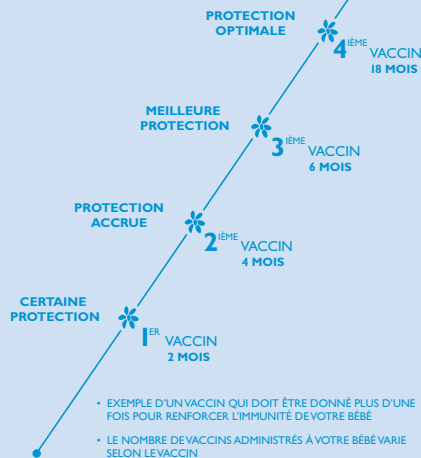 PROTECTION
OPTIMALE
4IÈME VACCIN
18 MOIS
MEILLEURE
PROTECTION
3IÈME VACCIN
6 MOIS
PROTECTION
ACCRUE
2IÈME VACCIN
4 MOIS
CERTAINE
PROTECTION
1ER VACCIN
2 MOIS
• EXEMPLE D'UN VACCIN QUI DOIT ÊTRE DONNÉ PLUS D'UNE
FOIS POUR RENFORCER L'IMMUNITÉ DE VOTRE BÉBÉ
• LE NOMBRE DE VACCINS ADMINISTRÉS À VOTRE BÉBÉ VARIE
SELON LE VACCIN